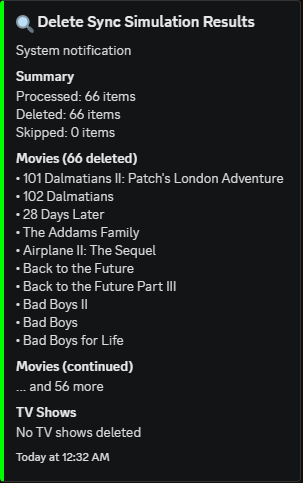 Delete Sync Simulation Results
System notification
Summary
Processed: 66 items
Deleted: 66 items
Skipped: 0 items
Movies (66 deleted)
• 101 Dalmatians II: Patch's London Adventure
• 102 Dalmatians
• 28 Days Later
• The Addams Family
• Airplane II: The Sequel
• Back to the Future
• Back to the Future Part III
• Bad Boys II
• Bad Boys
• Bad Boys for Life
Movies (continued)
... and 56 more
TV Shows
No TV shows deleted
Today at 12:32 AM